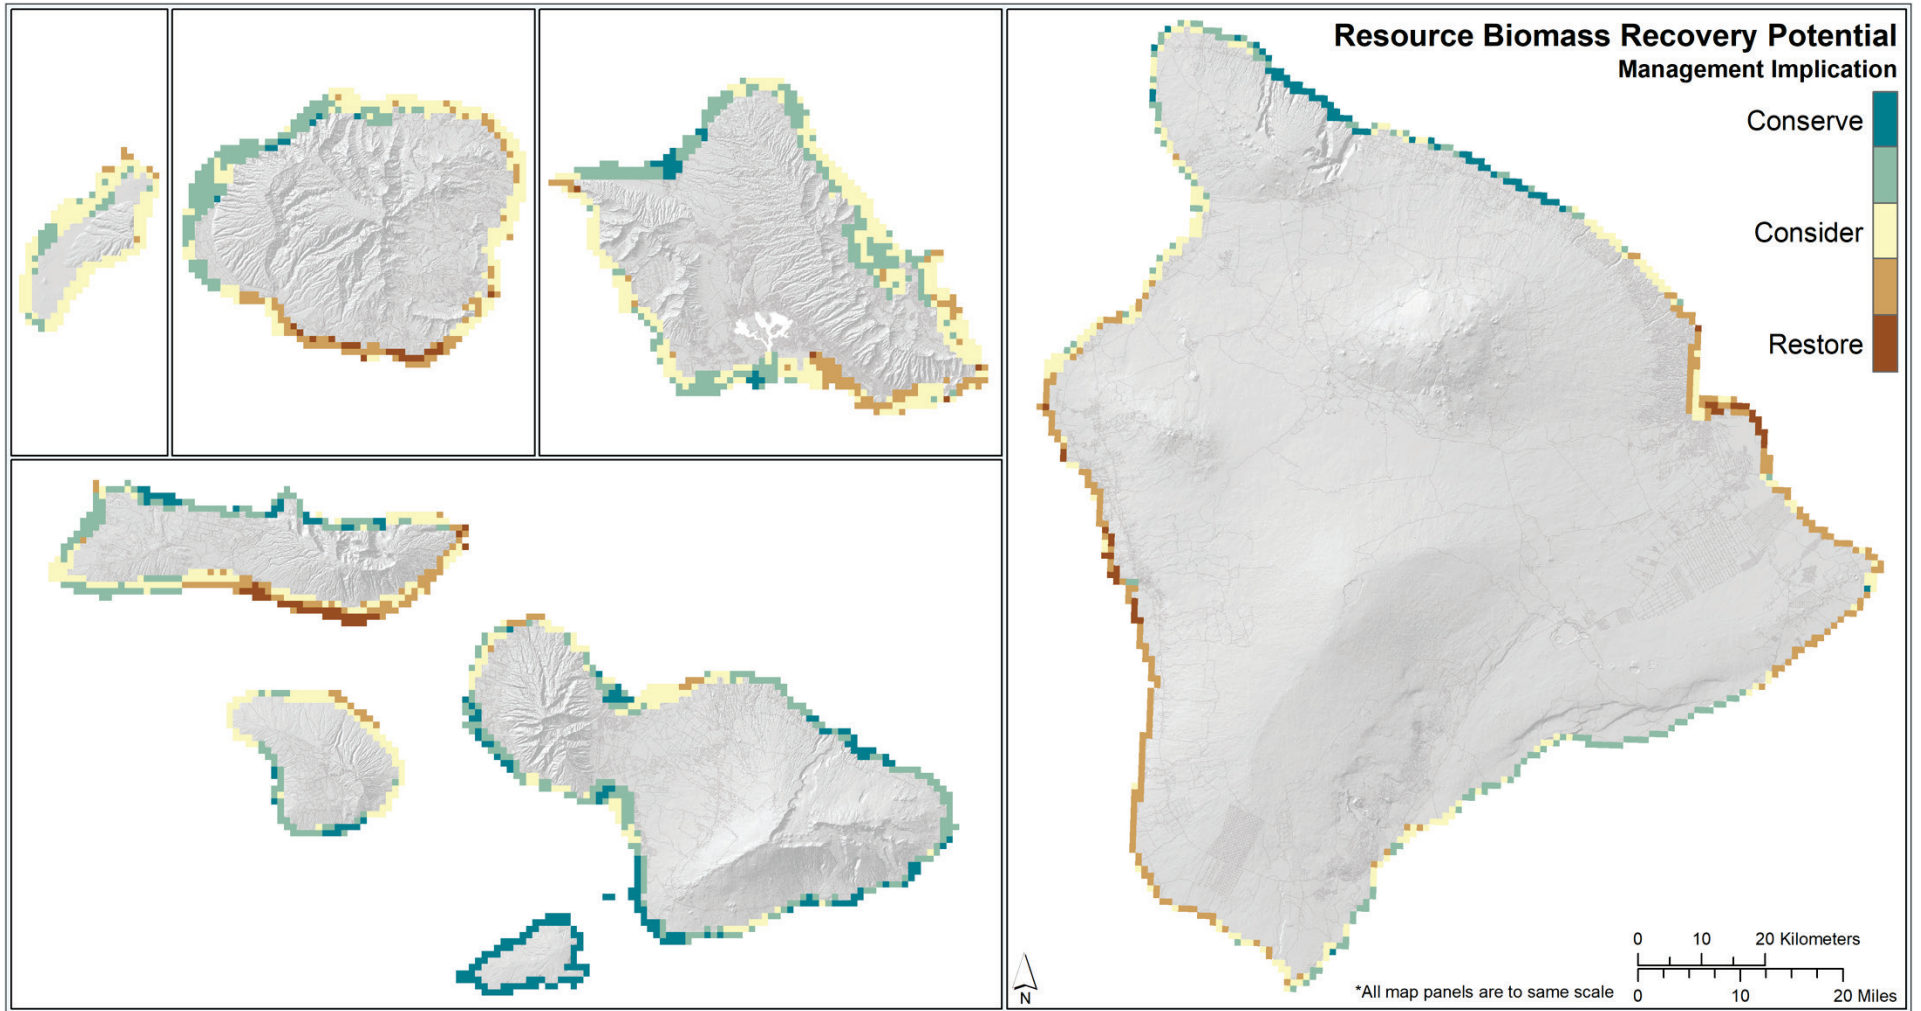 Resource Biomass Recovery Potential
Management Implication
Conserve
Consider
Restore
0 10 20 Kilometers
0 10 20 Miles
*All map panels are to same scale
N